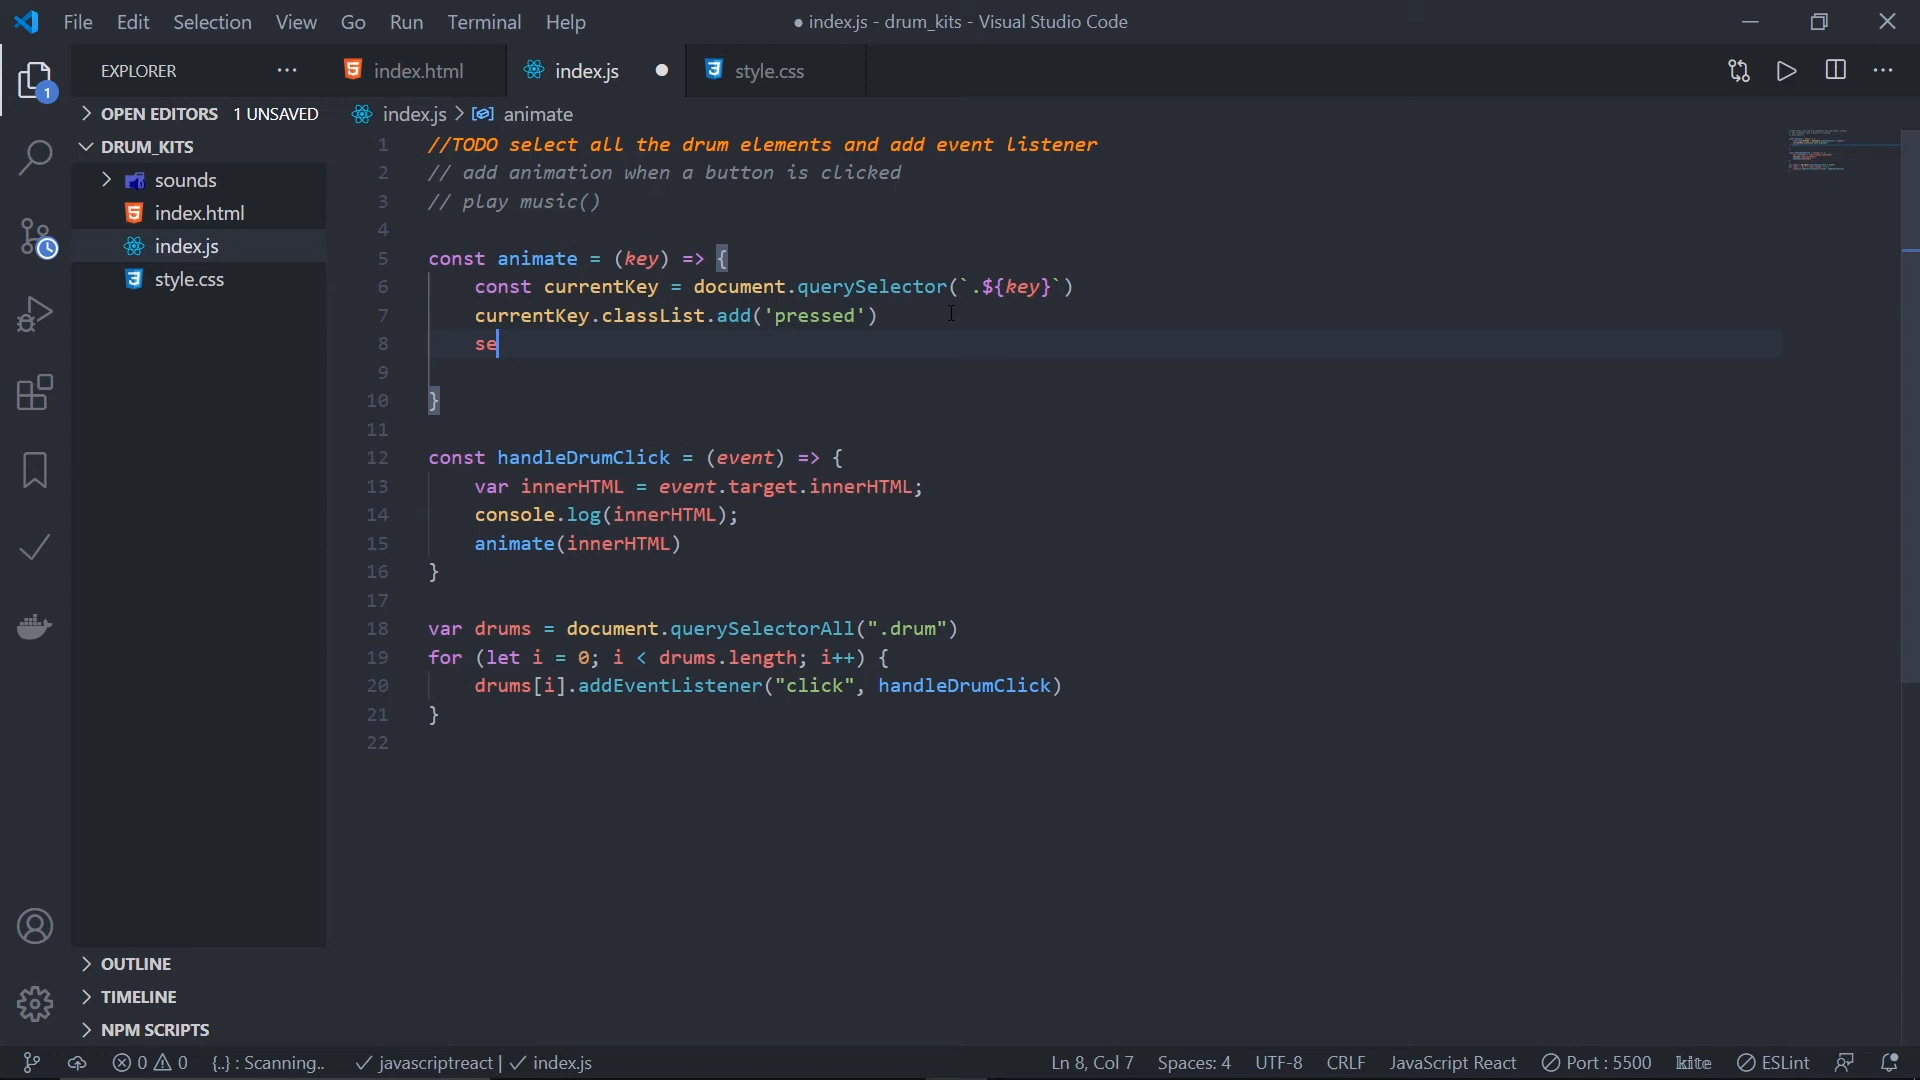 File Edit Selection View Go Run Terminal Help
● index.js - drum_kits - Visual Studio Code
EXPLORER
index.html
index.js
style.css
OPEN EDITORS 1 UNSAVED
index.js > animate
1
DRUM_KITS
sounds
index.html
index.js
style.css
1 //TODO select all the drum elements and add event listener
2 // add animation when a button is clicked
3 // play music()
4
5 const animate = (key) => {
6 const currentKey = document.querySelector(`.${key}`)
7 currentKey.classList.add('pressed')
8 se
9
10 }
11
12 const handleDrumClick = (event) => {
13 var innerHTML = event.target.innerHTML;
14 console.log(innerHTML);
15 animate(innerHTML)
16 }
17
18 var drums = document.querySelectorAll(".drum")
19 for (let i = 0; i < drums.length; i++) {
20 drums[i].addEventListener("click", handleDrumClick)
21 }
22
OUTLINE
TIMELINE
NPM SCRIPTS
0 0 {..} : Scanning.. ✓ javascriptreact | ✓ index.js Ln 8, Col 7 Spaces: 4 UTF-8 CRLF JavaScript React Port : 5500 kite ESLint